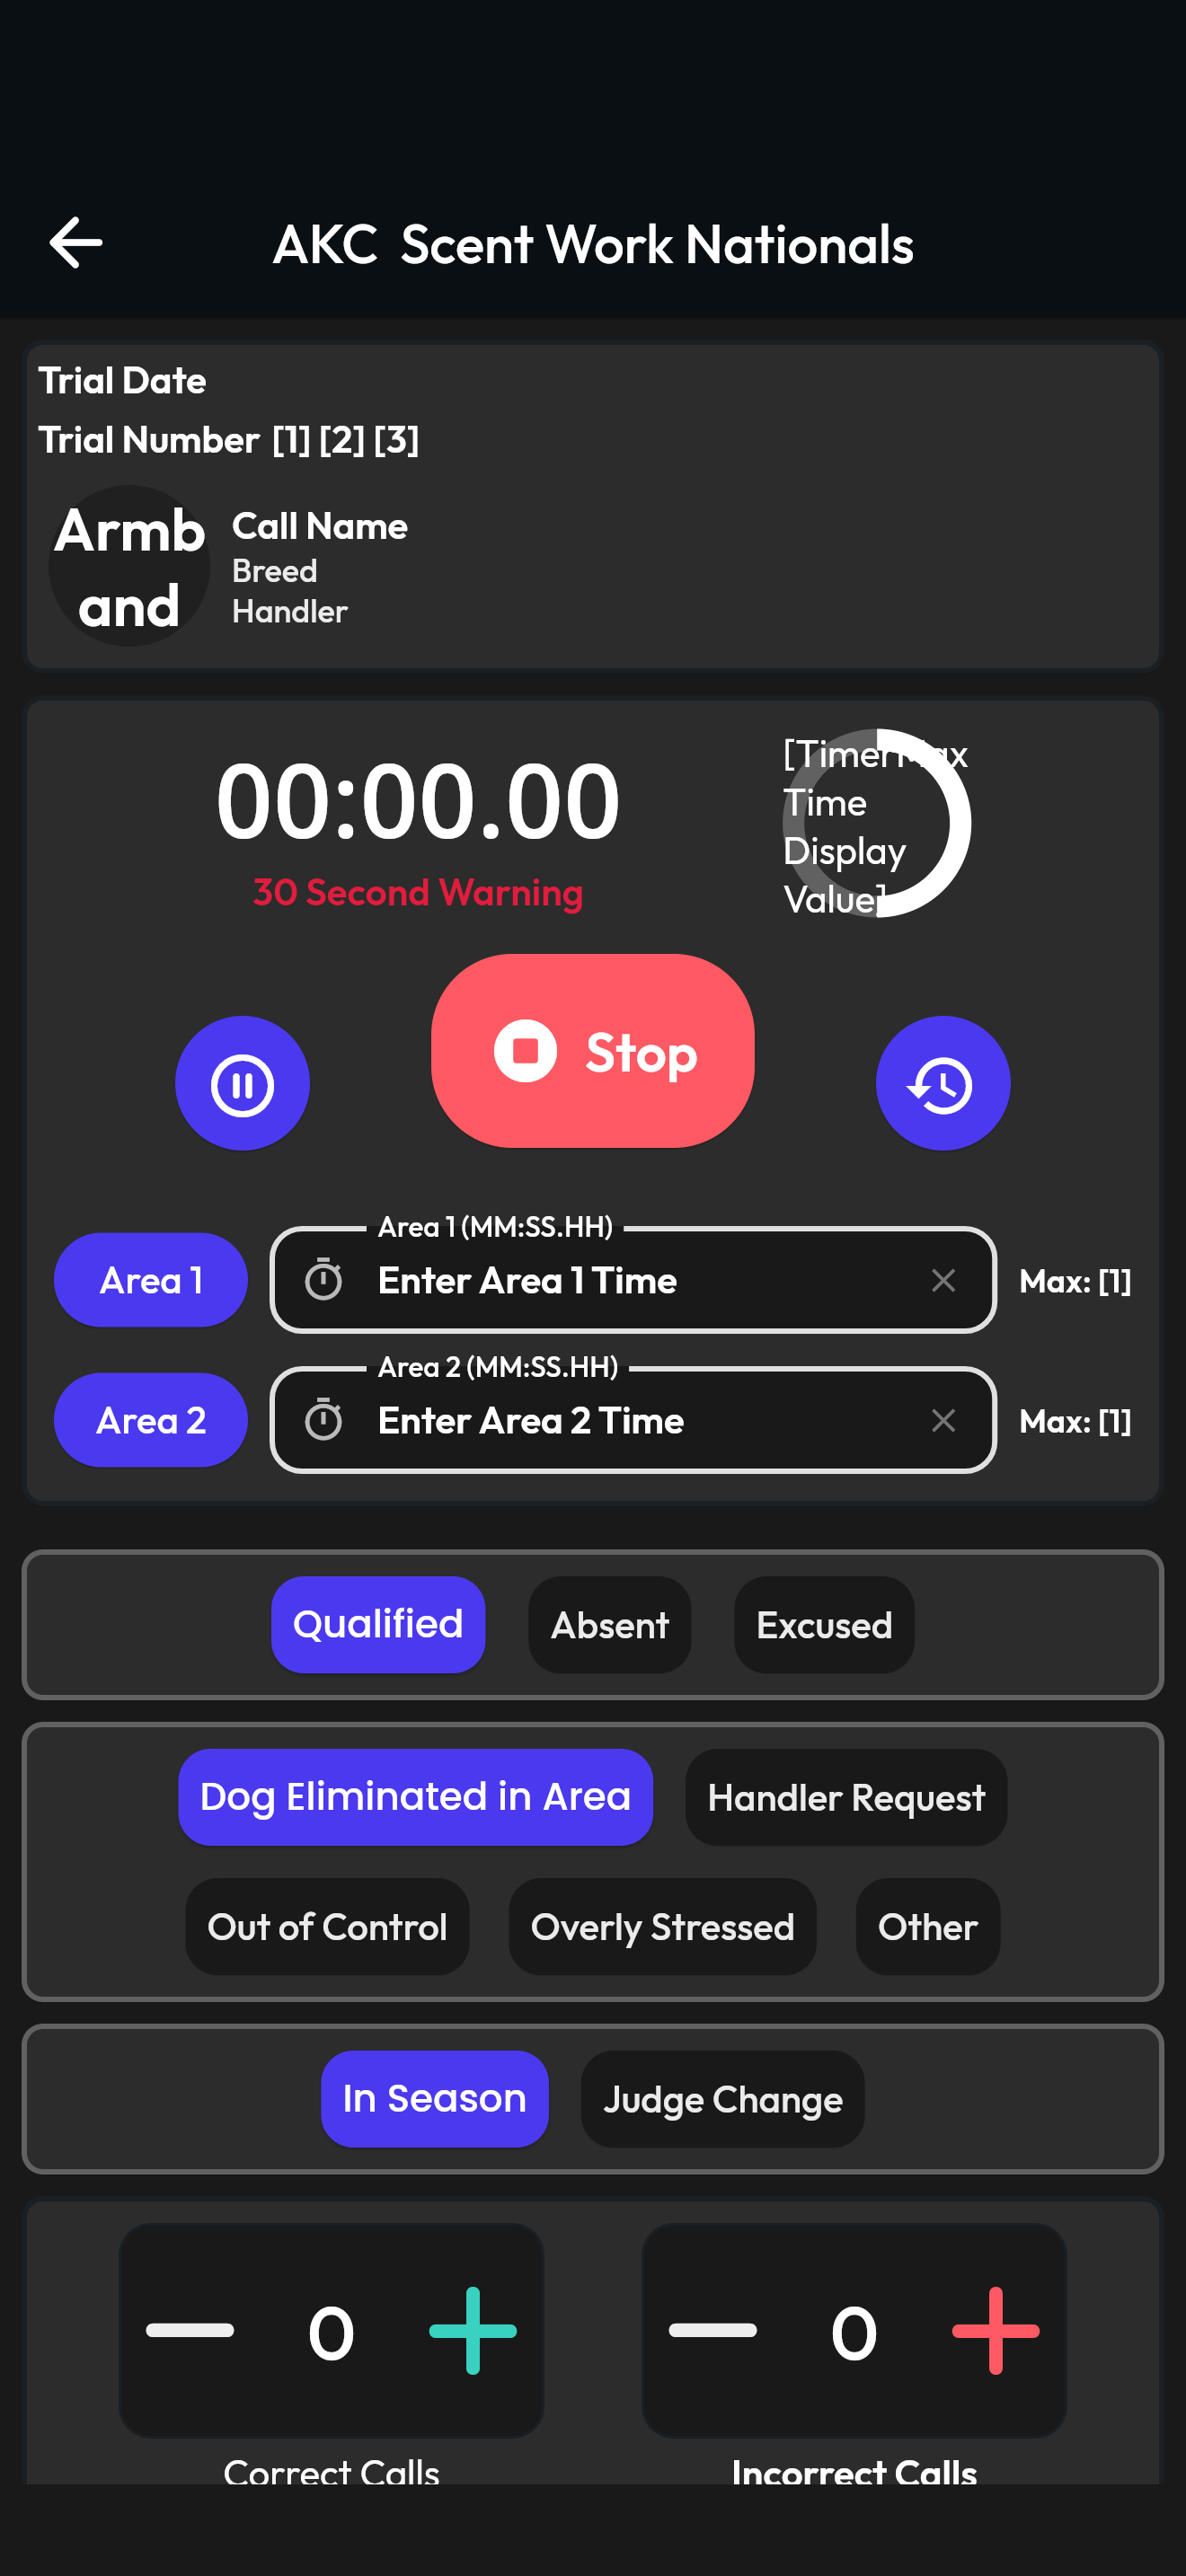 AKC  Scent Work Nationals
Trial Date
Trial Number [1] [2] [3]
Armb
and
Call Name
Breed
Handler
00:00.00
30 Second Warning
[TimerMax
Time
Display
Value]
Stop
Area 1 (MM:SS.HH)
Area 1
Enter Area 1 Time
Max: [1]
Area 2 (MM:SS.HH)
Area 2
Enter Area 2 Time
Max: [1]
Qualified
Absent
Excused
Dog Eliminated in Area
Handler Request
Out of Control
Overly Stressed
Other
In Season
Judge Change
0
0
Correct Calls
Incorrect Calls